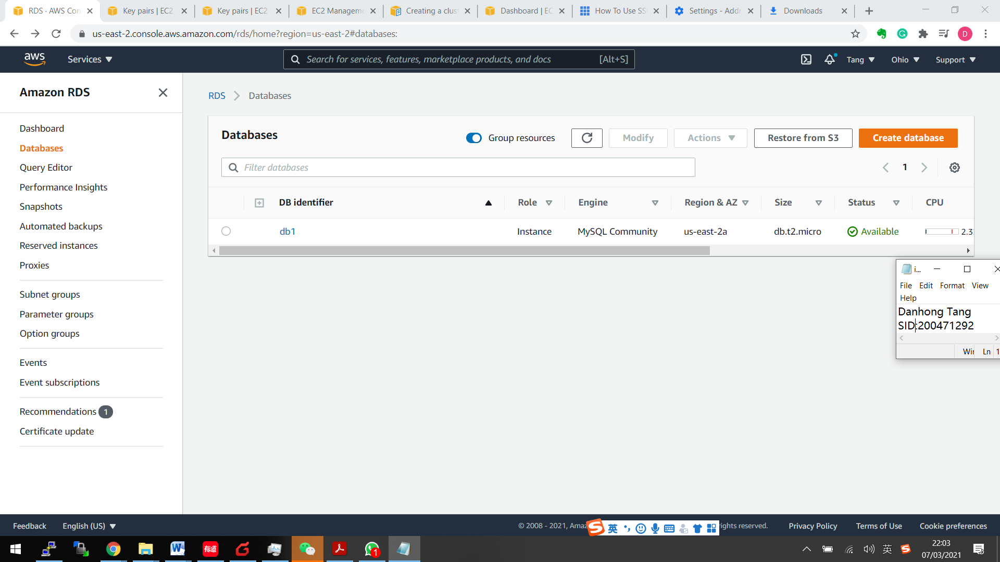 RDS · AWS Con
Key pairs | EC2
Key pairs | EC2
EC2 Manageme
Creating a clust
Dashboard | EC
How To Use SS
Settings - Addr
Downloads
us-east-2.console.aws.amazon.com/rds/home?region=us-east-2#databases:
D
aws
Services
Search for services, features, marketplace products, and docs
[Alt+S]
Tang
Ohio
Support
Amazon RDS
Dashboard
Databases
Query Editor
Performance Insights
Snapshots
Automated backups
Reserved instances
Proxies
Subnet groups
Parameter groups
Option groups
Events
Event subscriptions
Recommendations 1
Certificate update
RDS > Databases
Databases
Group resources
Modify
Actions
Restore from S3
Create database
Filter databases
1
DB identifier
Role
Engine
Region & AZ
Size
Status
CPU
db1
Instance
MySQL Community
us-east-2a
db.t2.micro
Available
2.3
i...
File Edit Format View
Help
Danhong Tang
SID:200471292
Wir
Ln
1
Feedback
English (US)
© 2008 - 2021, Amaz
英
rights reserved.
Privacy Policy
Terms of Use
Cookie preferences
有道
1
英
22:03
07/03/2021